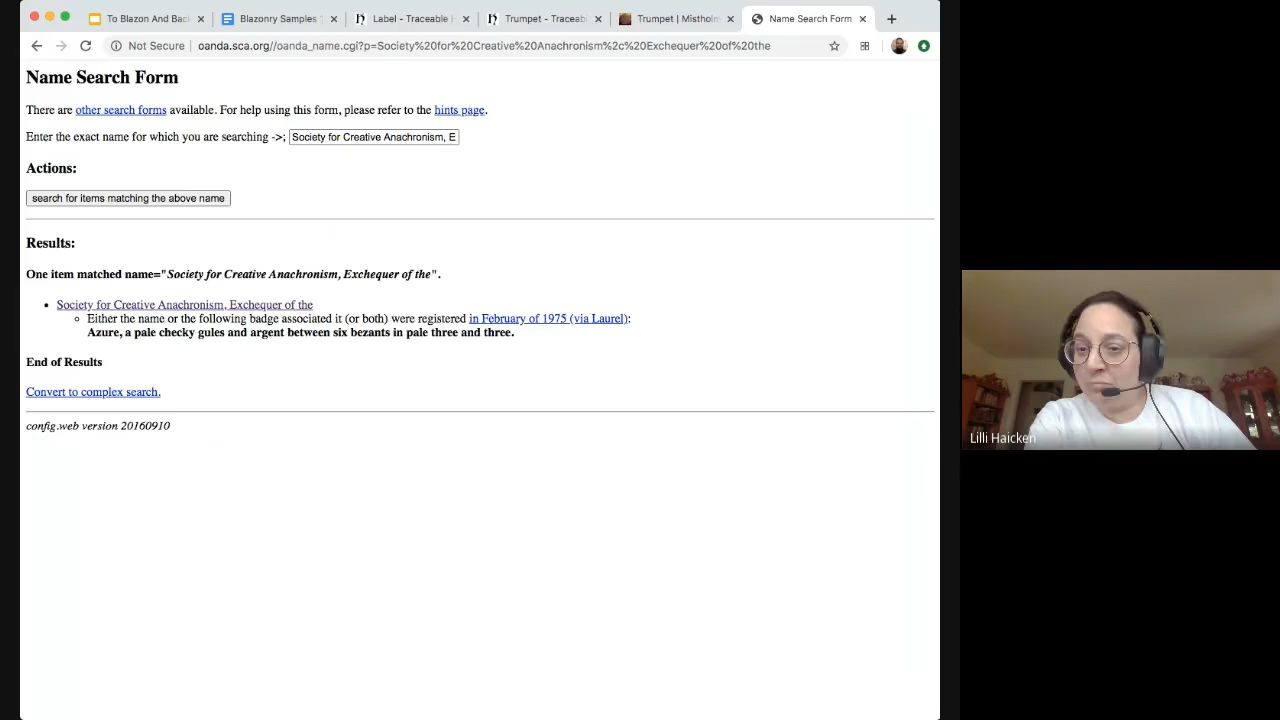 To Blazon And Back
Blazonry Samples
Label - Traceable
Trumpet - Traceab
Trumpet | Mistholm
Name Search Form
Not Secure
oanda.sca.org//oanda_name.cgi?p=Society%20for%20Creative%20Anachronism%2c%20Exchequer%20of%20the
Name Search Form
There are other search forms available. For help using this form, please refer to the hints page.
Enter the exact name for which you are searching ->; Society for Creative Anachronism, E
Actions:
search for items matching the above name
Results:
One item matched name="Society for Creative Anachronism, Exchequer of the".
Society for Creative Anachronism, Exchequer of the
Either the name or the following badge associated it (or both) were registered in February of 1975 (via Laurel):
Azure, a pale checky gules and argent between six bezants in pale three and three.
End of Results
Convert to complex search.
config.web version 20160910
Lilli Haicken